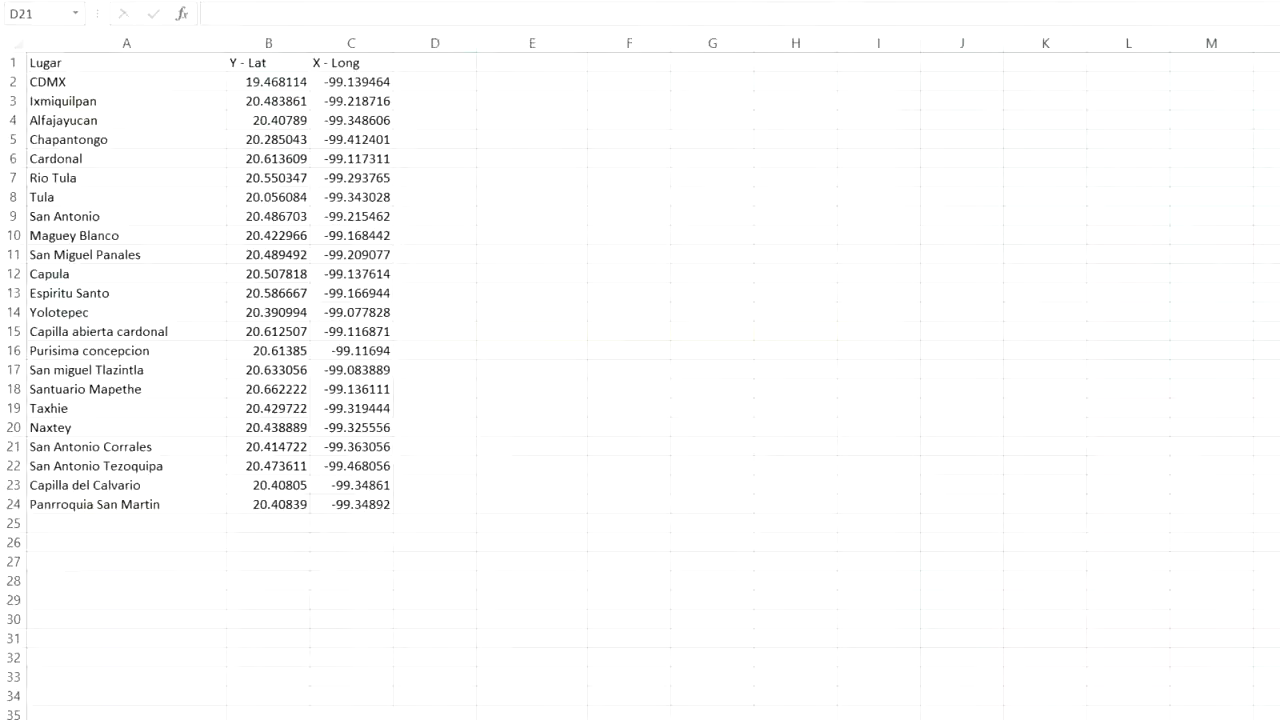 D21 fx
A B C D E F G H I J K L M
1 Lugar Y - Lat X - Long
2 CDMX 19.468114 -99.139464
3 Ixmiquilpan 20.483861 -99.218716
4 Alfajayucan 20.40789 -99.348606
5 Chapantongo 20.285043 -99.412401
6 Cardonal 20.613609 -99.117311
7 Rio Tula 20.550347 -99.293765
8 Tula 20.056084 -99.343028
9 San Antonio 20.486703 -99.215462
10 Maguey Blanco 20.422966 -99.168442
11 San Miguel Panales 20.489492 -99.209077
12 Capula 20.507818 -99.137614
13 Espiritu Santo 20.586667 -99.166944
14 Yolotepec 20.390994 -99.077828
15 Capilla abierta cardonal 20.612507 -99.116871
16 Purisima concepcion 20.61385 -99.11694
17 San miguel Tlazintla 20.633056 -99.083889
18 Santuario Mapethe 20.662222 -99.136111
19 Taxhie 20.429722 -99.319444
20 Naxtey 20.438889 -99.325556
21 San Antonio Corrales 20.414722 -99.363056
22 San Antonio Tezoquipa 20.473611 -99.468056
23 Capilla del Calvario 20.40805 -99.34861
24 Panrroquia San Martin 20.40839 -99.34892
25
26
27
28
29
30
31
32
33
34
35